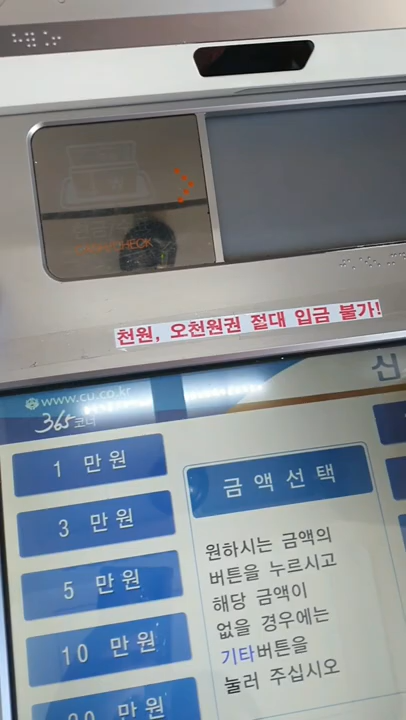 천원, 오천원권 절대 입금 불가!
www.cu.co.kr
365 코너
1 만원
3 만원
5 만원
10 만원
금액선택
원하시는 금액의
버튼을 누르시고
해당 금액이
없을 경우에는
기타버튼을
눌러 주십시오